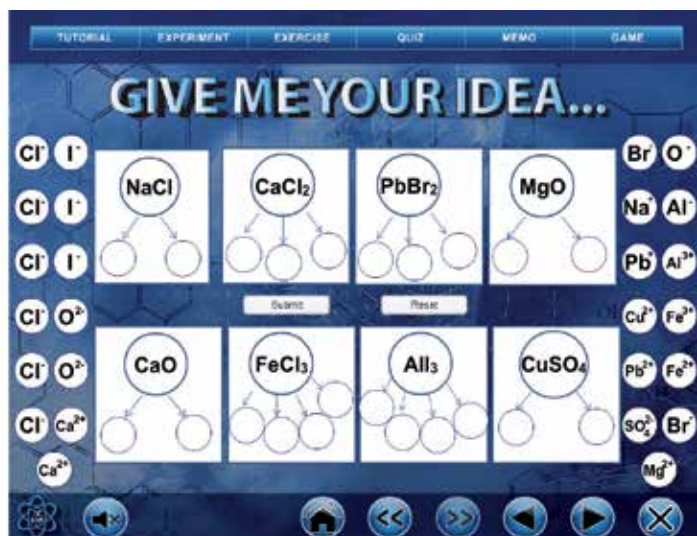 TUTORIAL EXPERIMENT EXERCISE QUIZ MEMO GAME
GIVE ME YOUR IDEA...
Cl⁻ I⁻ Br⁻ O⁺
NaCl CaCl₂ PbBr₂ MgO
Cl⁻ I⁻ Na⁺ Al⁻
Cl⁻ I⁻ Pb⁺ Al³⁺
Submit Reset
Cl⁻ O²⁻ Cu²⁺ Fe³⁺
CaO FeCl₃ AlI₃ CuSO₄
Cl⁻ O²⁻ Pb²⁺ Fe²⁺
Cl⁻ Ca²⁺ SO₄²⁻ Br⁻
Ca²⁺ Mg²⁺
<< >>